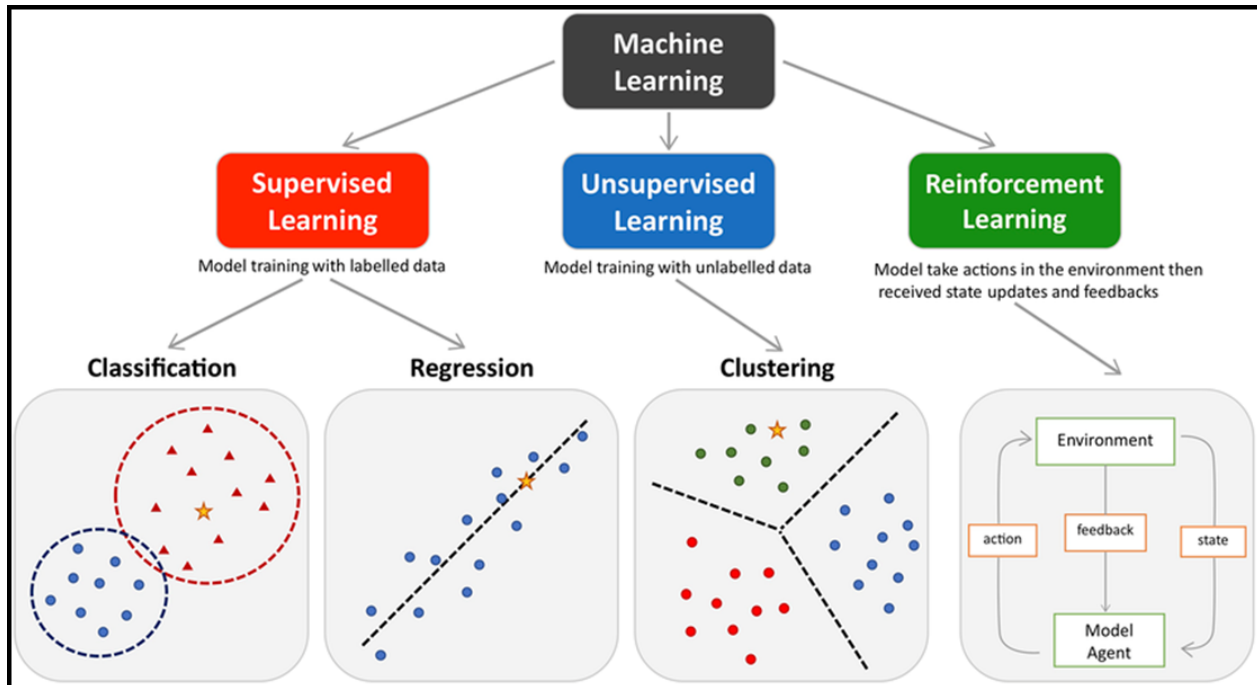 Machine
Learning
Supervised
Learning
Unsupervised
Learning
Reinforcement
Learning
Model training with labelled data
Model training with unlabelled data
Model take actions in the environment then
received state updates and feedbacks
Classification
Regression
Clustering
Environment
action
feedback
state
Model
Agent